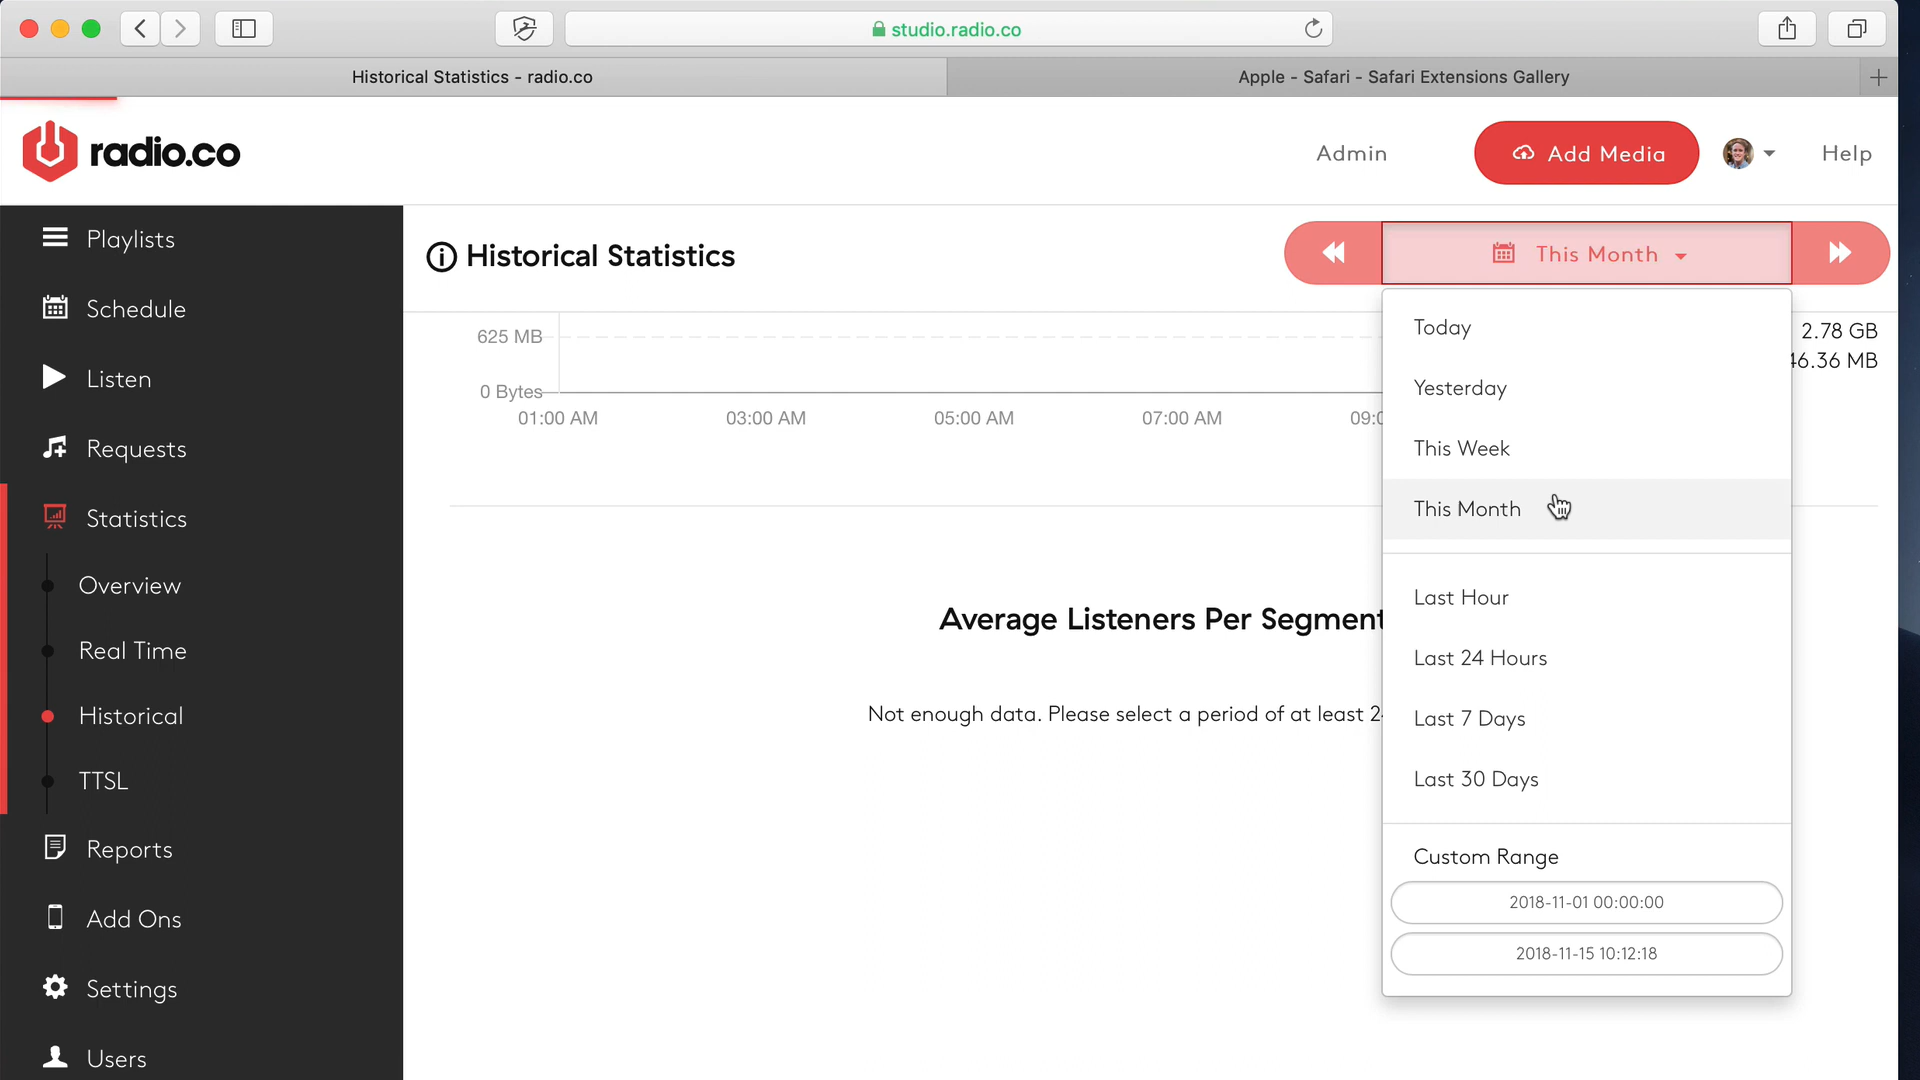 studio.radio.co
Historical Statistics - radio.co
Apple - Safari - Safari Extensions Gallery
radio.co
Admin
Add Media
Help
Playlists
Schedule
Listen
Requests
Statistics
Overview
Real Time
Historical
TTSL
Reports
Add Ons
Settings
Users
Historical Statistics
This Month
625 MB
0 Bytes
01:00 AM
03:00 AM
05:00 AM
07:00 AM
2.78 GB
46.36 MB
Average Listeners Per Segment
Not enough data. Please select a period of at least
Today
Yesterday
This Week
This Month
Last Hour
Last 24 Hours
Last 7 Days
Last 30 Days
Custom Range
2018-11-01 00:00:00
2018-11-15 10:12:18